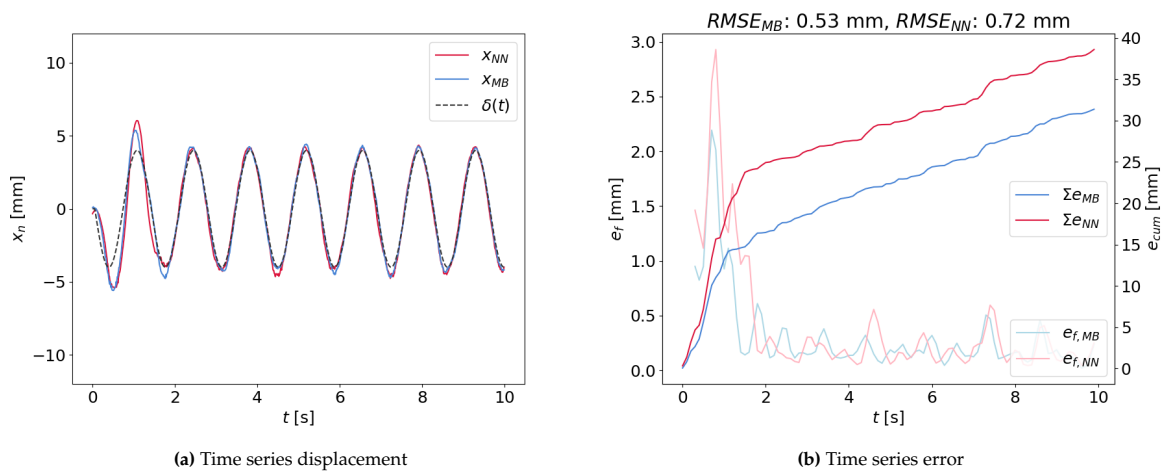 RMSE_MB: 0.53 mm, RMSE_NN: 0.72 mm
x_NN
x_MB
δ(t)
10
5
0
−5
−10
x_n [mm]
0 2 4 6 8 10
t [s]
(a) Time series displacement
3.0
2.5
2.0
1.5
1.0
0.5
0.0
e_f [mm]
Σe_MB
Σe_NN
e_f,MB
e_f,NN
40
35
30
25
20
15
10
5
0
e_cum [mm]
0 2 4 6 8 10
t [s]
(b) Time series error